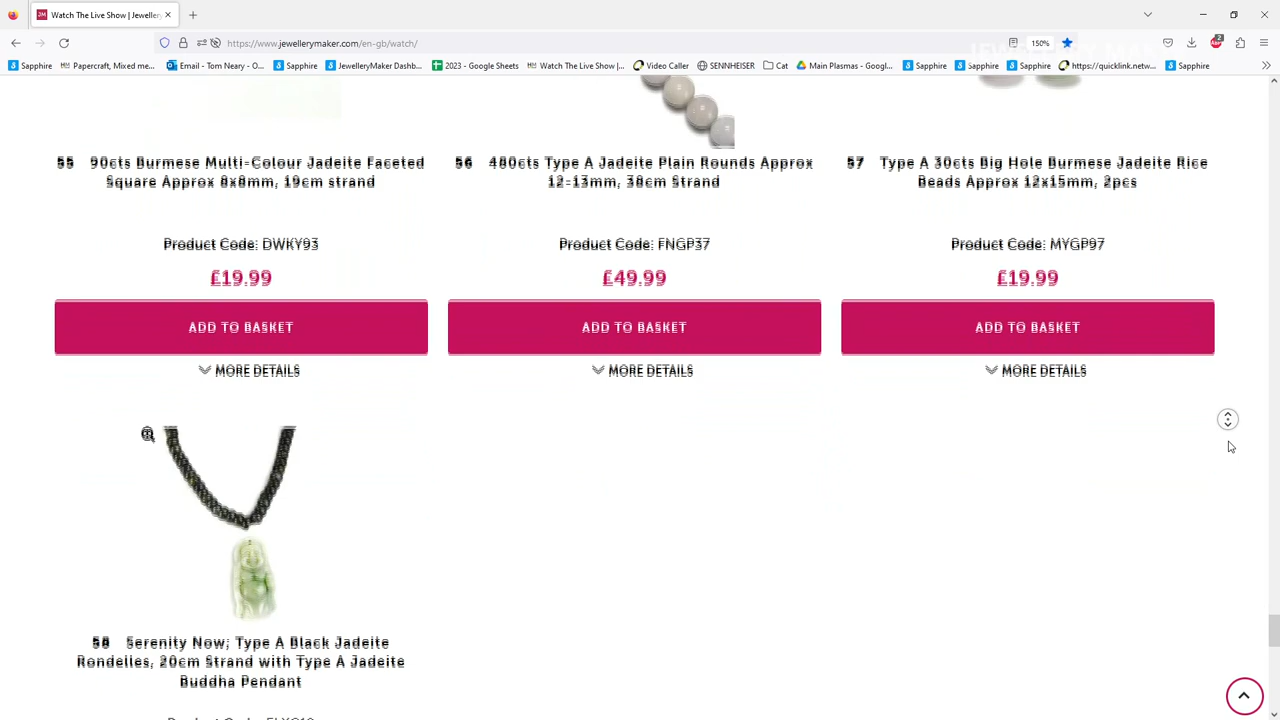 Watch The Live Show | Jeweller
https://www.jewellerymaker.com/en-gb/watch/
150%
2
Sapphire
Papercraft, Mixed me...
Email - Tom Neary - O...
Sapphire
JewelleryMaker Dashb...
2023 - Google Sheets
Watch The Live Show |...
Video Caller
SENNHEISER
Cat
Main Plasmas - Googl...
Sapphire
Sapphire
Sapphire
https://quicklink.netw...
Sapphire
55 90cts Burmese Multi-Colour Jadeite Faceted
Square Approx 8x8mm, 19cm strand
Product Code: DWKY93
£19.99
ADD TO BASKET
MORE DETAILS
56 480cts Type A Jadeite Plain Rounds Approx
12-13mm, 38cm Strand
Product Code: FNGP37
£49.99
ADD TO BASKET
MORE DETAILS
57 Type A 30cts Big Hole Burmese Jadeite Rice
Beads Approx 12x15mm, 2pcs
Product Code: MYGP97
£19.99
ADD TO BASKET
MORE DETAILS
58 Serenity Now; Type A Black Jadeite
Rondelles, 20cm Strand with Type A Jadeite
Buddha Pendant